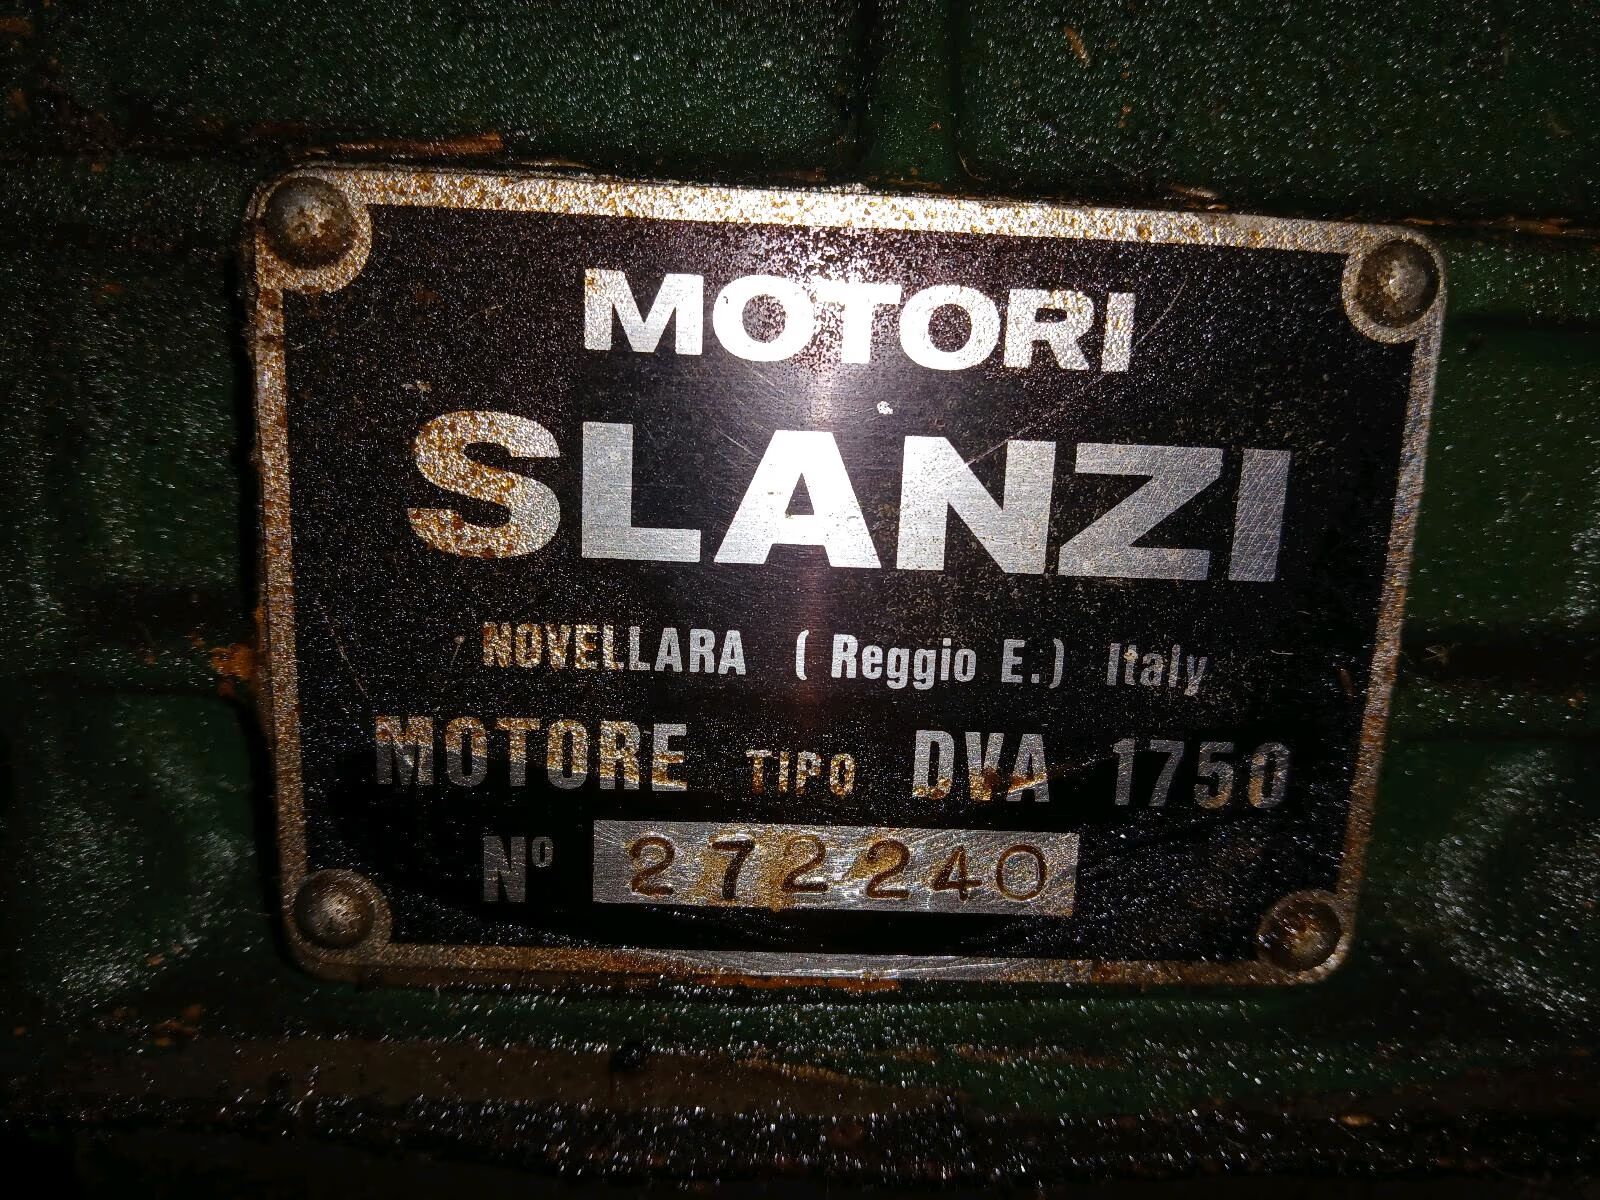 MOTORI
SLANZI
NOVELLARA (Reggio E.) Italy
MOTORE TIPO DVA 1750
Nº 272240